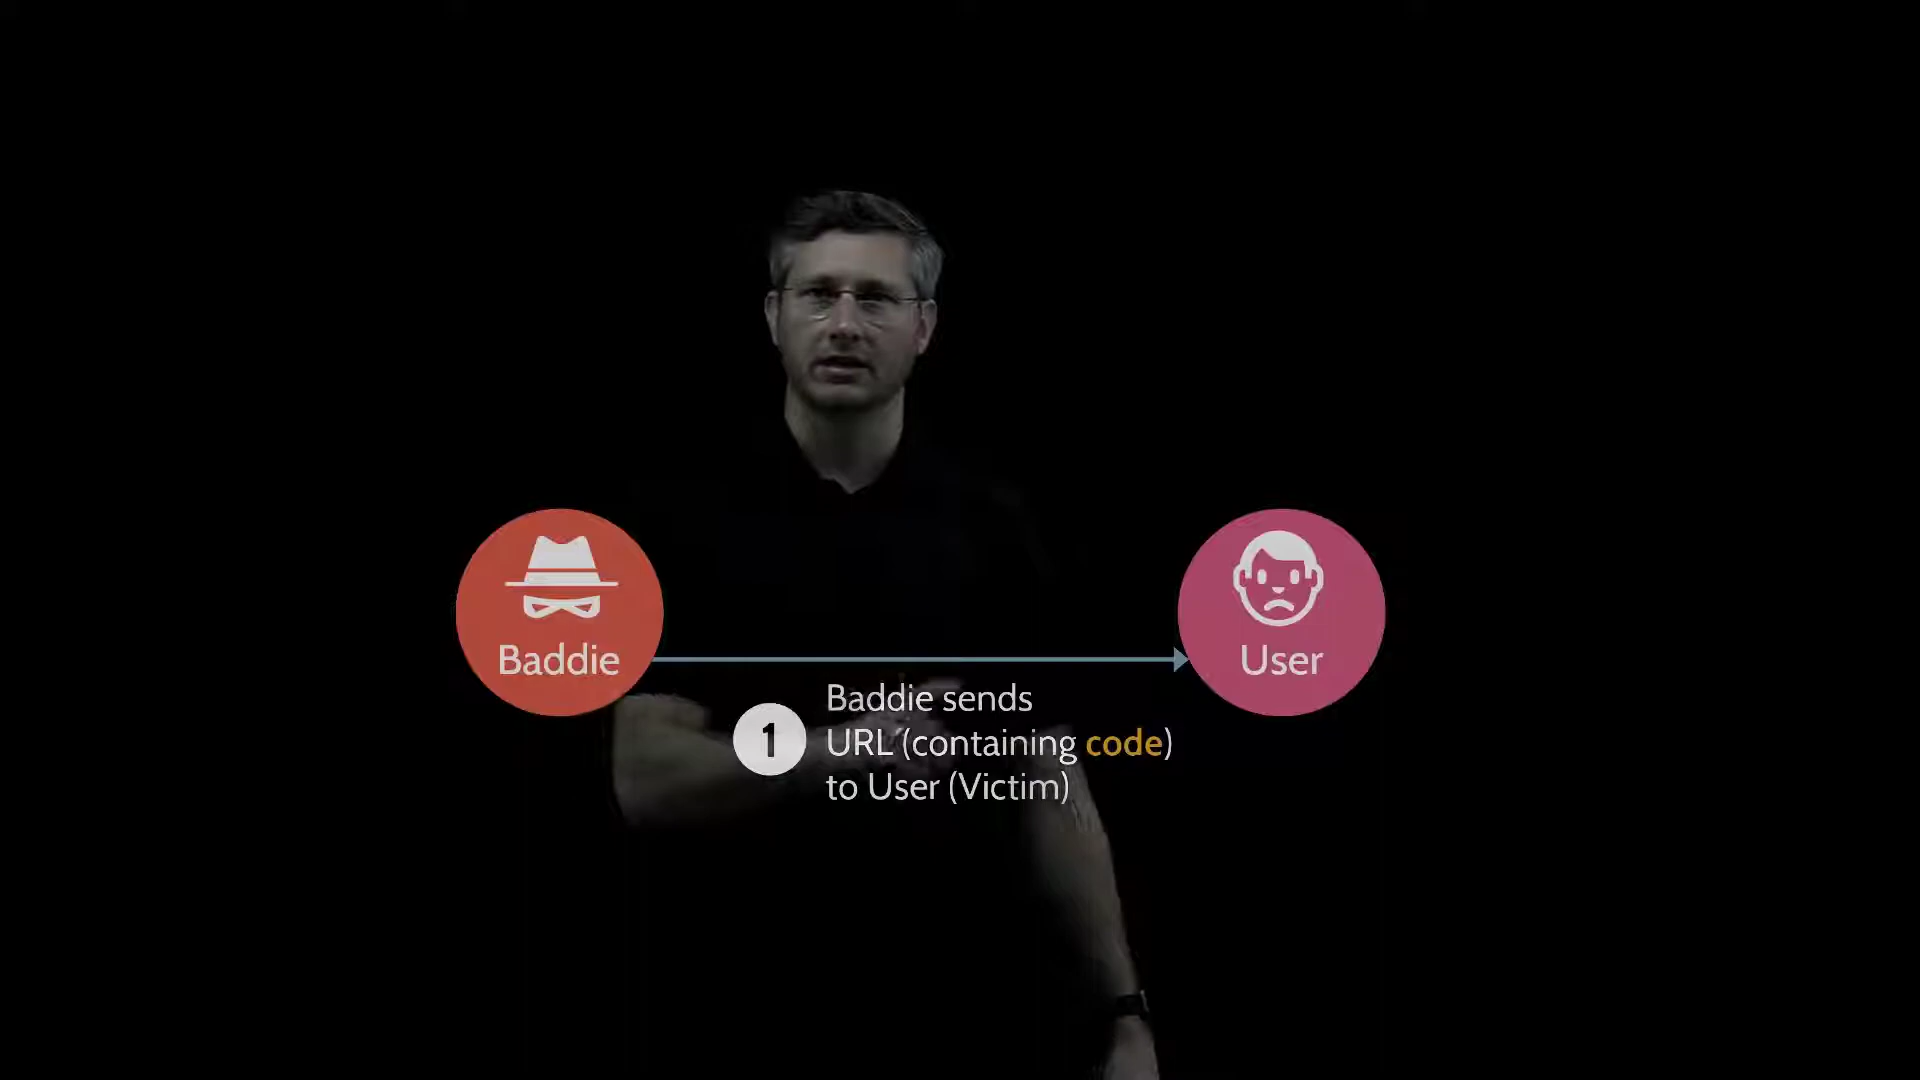 Baddie
User
1
Baddie sends
URL (containing code)
to User (Victim)